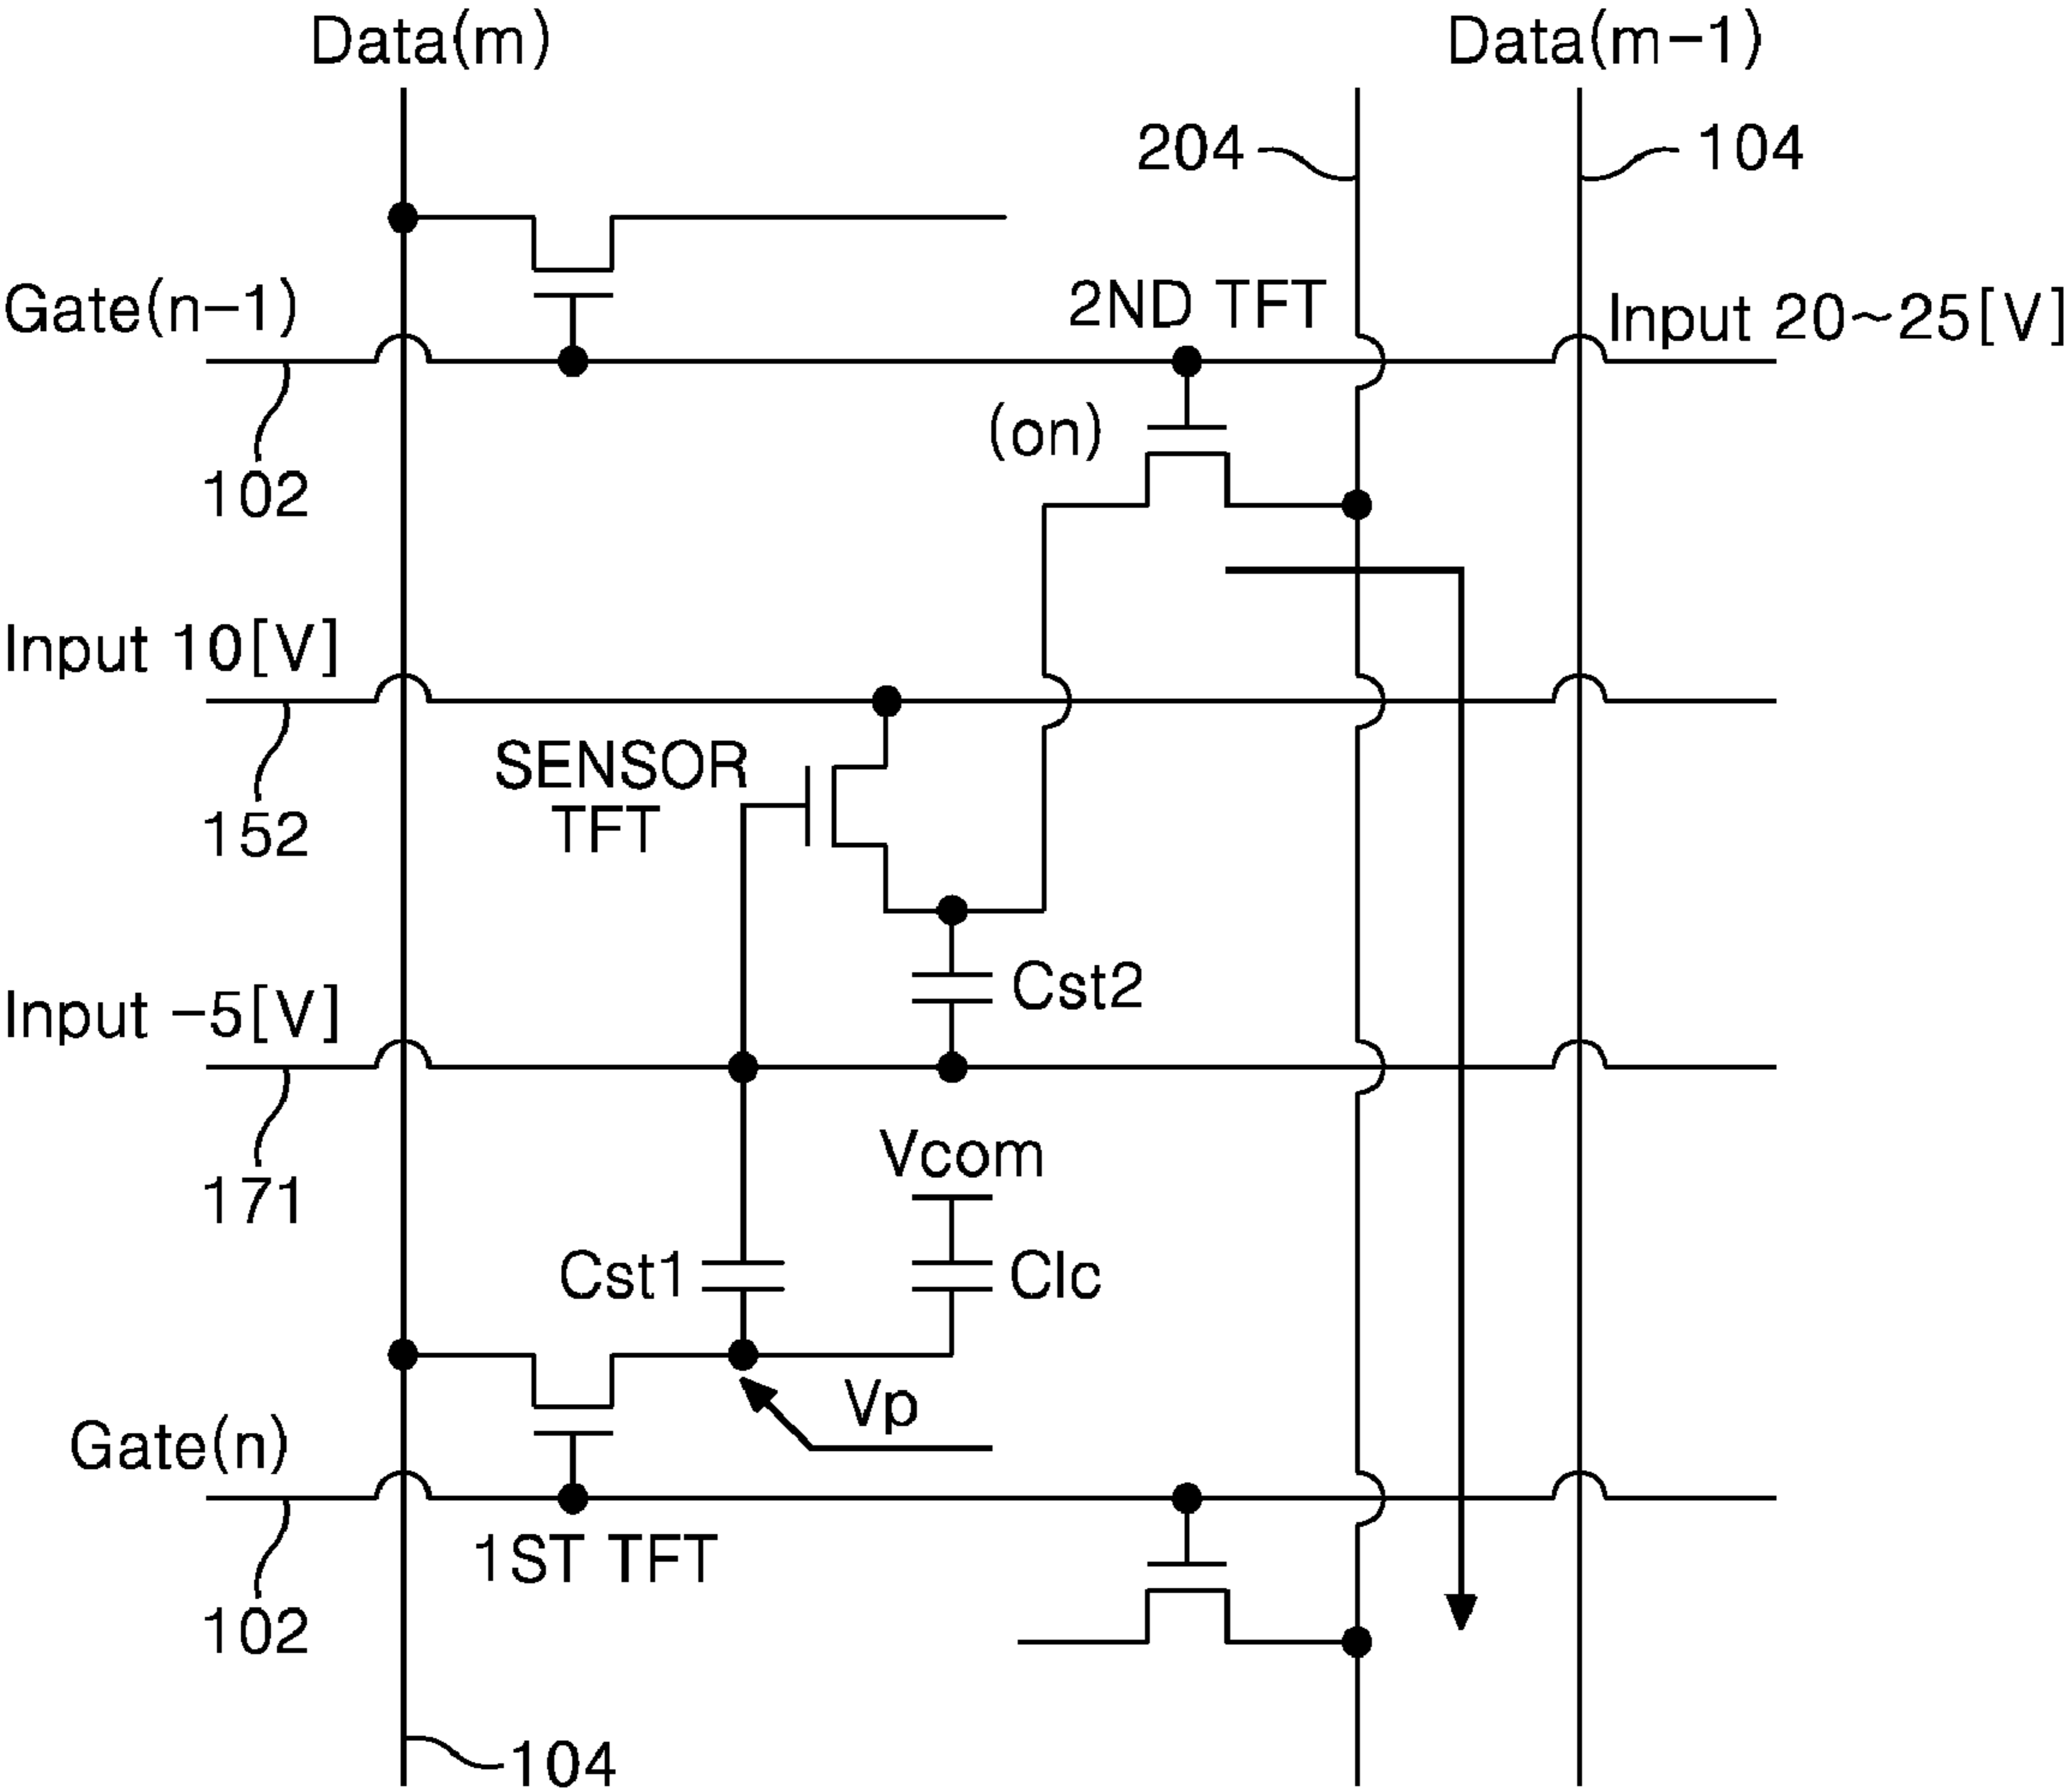 Data(m)
Data(m-1)
204
104
Gate(n-1)
2ND TFT
Input 20~25[V]
(on)
102
Input 10[V]
SENSOR
TFT
152
Cst2
Input -5[V]
Vcom
171
Cst1
Clc
Vp
Gate(n)
1ST TFT
102
104